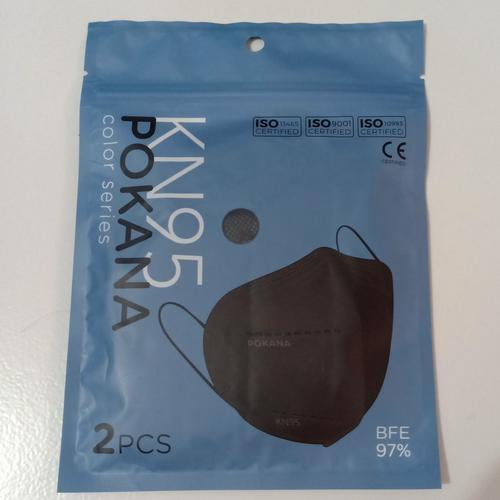 KN95
POKANA
color series
ISO 13485
CERTIFIED
ISO 9001
CERTIFIED
ISO 10993
CERTIFIED
CE
CERTIFIED
POKANA
KN95
2PCS
BFE
97%